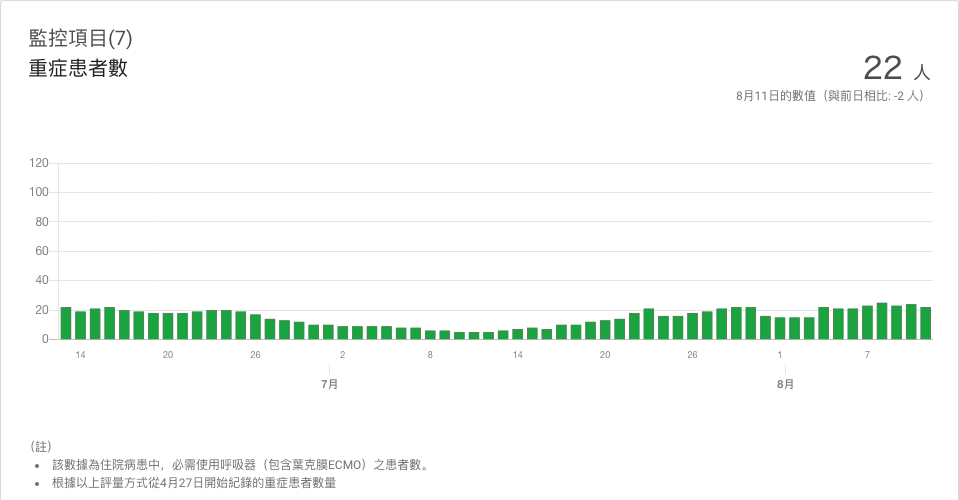 監控項目(7)
重症患者數
22 人
8月11日的數值（與前日相比: -2 人）
120
100
80
60
40
20
0
14 20 26 2 8 14 20 26 1 7
7月 8月
（註）
• 該數據為住院病患中，必需使用呼吸器（包含葉克膜ECMO）之患者數。
• 根據以上評量方式從4月27日開始紀錄的重症患者數量